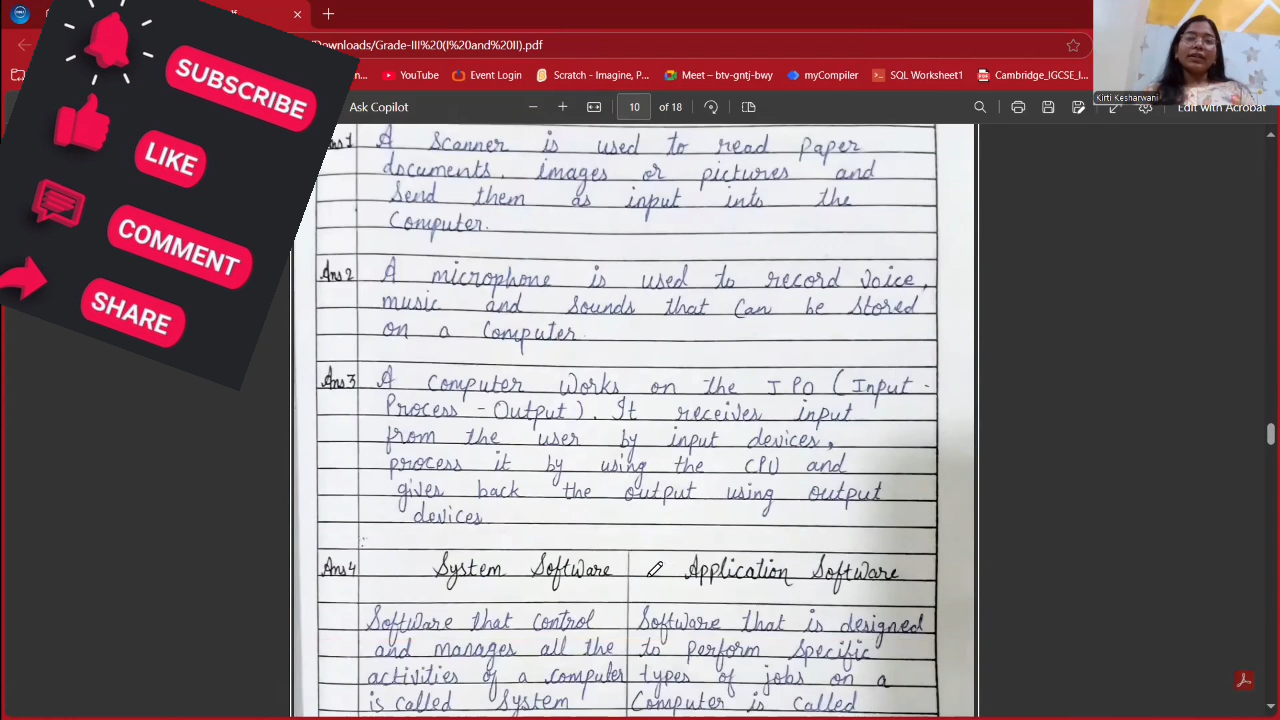 SUBSCRIBE
LIKE
COMMENT
SHARE
/Downloads/Grade-III%20(I%20and%20II).pdf
YouTube
Event Login
Scratch - Imagine, P...
Meet – btv-gntj-bwy
myCompiler
SQL Worksheet1
Cambridge_IGCSE_I...
Ask Copilot
10 of 18
Edit with Acrobat
Kirti Kesharwani
Ans 1 A Scanner is used to read paper
documents, images or pictures and
Send them as input into the
Computer.
Ans 2 A microphone is used to record Voice,
music and Sounds that Can be Stored
on a Computer.
Ans 3 A Computer Works on the IPO (Input -
Process - Output). It receives input
from the user by input devices,
process it by using the CPU and
gives back the output using output
devices
Ans 4 System Software Application Software
Software that Control Software that is designed
and manages all the to perform Specific
activities of a computer types of jobs on a
is called System Computer is called